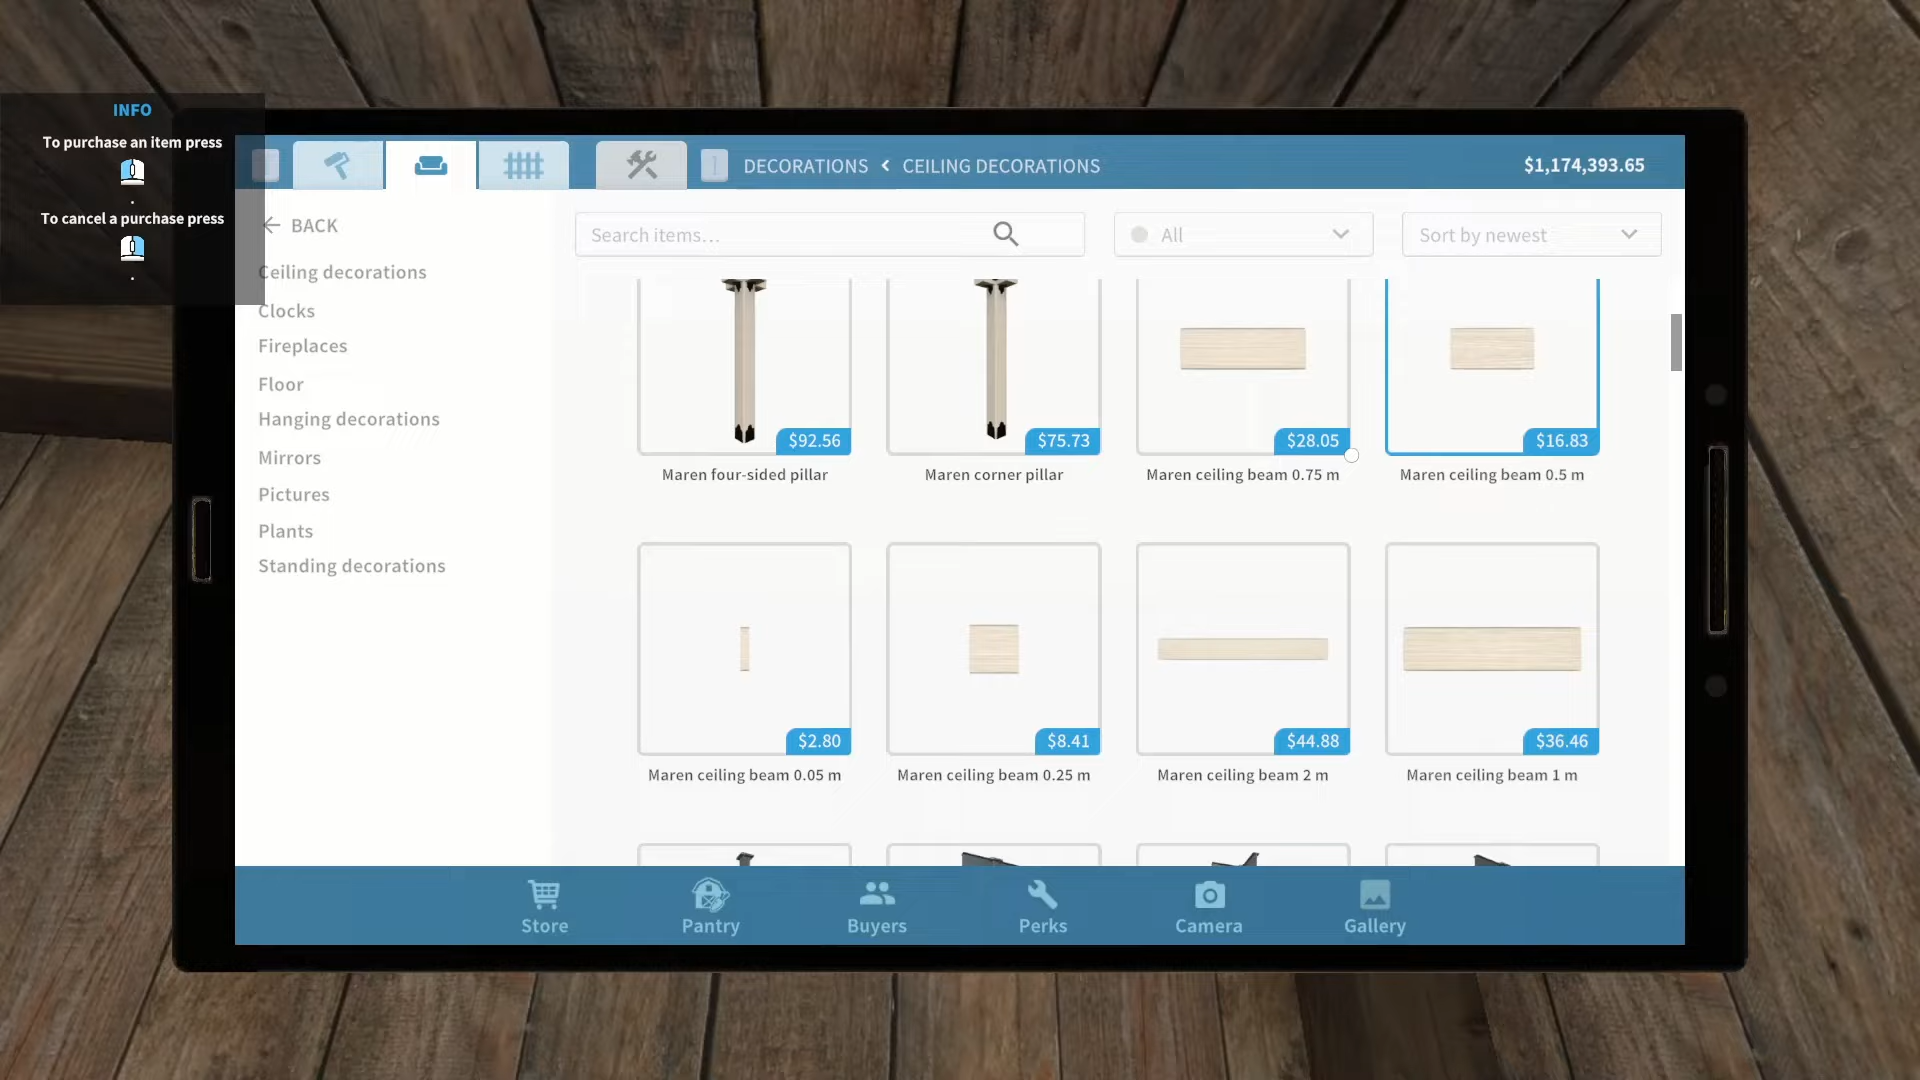 INFO
To purchase an item press
.
To cancel a purchase press
.
DECORATIONS < CEILING DECORATIONS
$1,174,393.65
BACK
Ceiling decorations
Clocks
Fireplaces
Floor
Hanging decorations
Mirrors
Pictures
Plants
Standing decorations
Search items...
All
Sort by newest
$92.56
$75.73
$28.05
$16.83
Maren four-sided pillar
Maren corner pillar
Maren ceiling beam 0.75 m
Maren ceiling beam 0.5 m
$2.80
$8.41
$44.88
$36.46
Maren ceiling beam 0.05 m
Maren ceiling beam 0.25 m
Maren ceiling beam 2 m
Maren ceiling beam 1 m
Store
Pantry
Buyers
Perks
Camera
Gallery